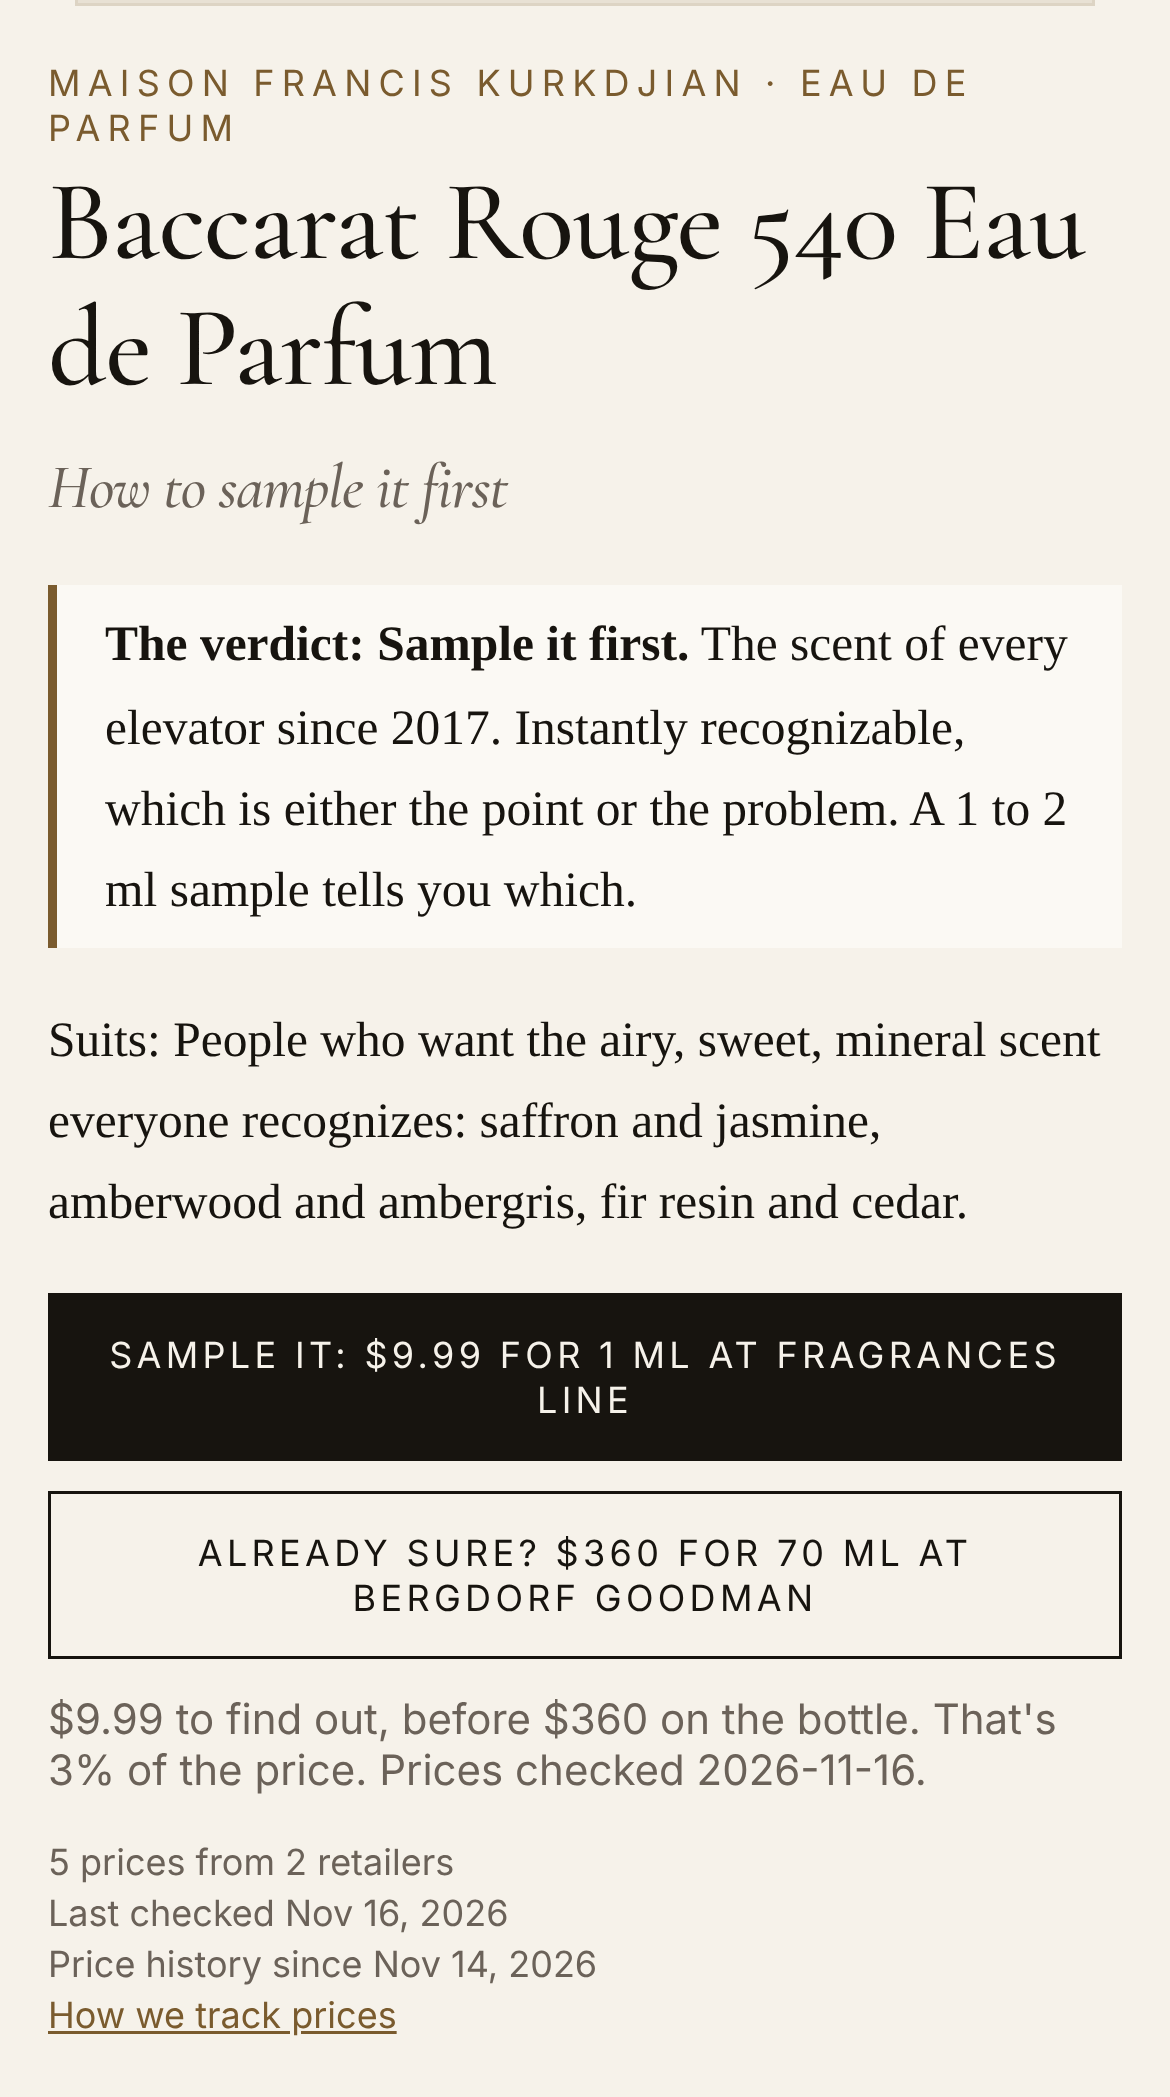 MAISON FRANCIS KURKDJIAN · EAU DE
PARFUM
Baccarat Rouge 540 Eau
de Parfum
How to sample it first
The verdict: Sample it first. The scent of every
elevator since 2017. Instantly recognizable,
which is either the point or the problem. A 1 to 2
ml sample tells you which.
Suits: People who want the airy, sweet, mineral scent
everyone recognizes: saffron and jasmine,
amberwood and ambergris, fir resin and cedar.
SAMPLE IT: $9.99 FOR 1 ML AT FRAGRANCES
LINE
ALREADY SURE? $360 FOR 70 ML AT
BERGDORF GOODMAN
$9.99 to find out, before $360 on the bottle. That's
3% of the price. Prices checked 2026-11-16.
5 prices from 2 retailers
Last checked Nov 16, 2026
Price history since Nov 14, 2026
How we track prices